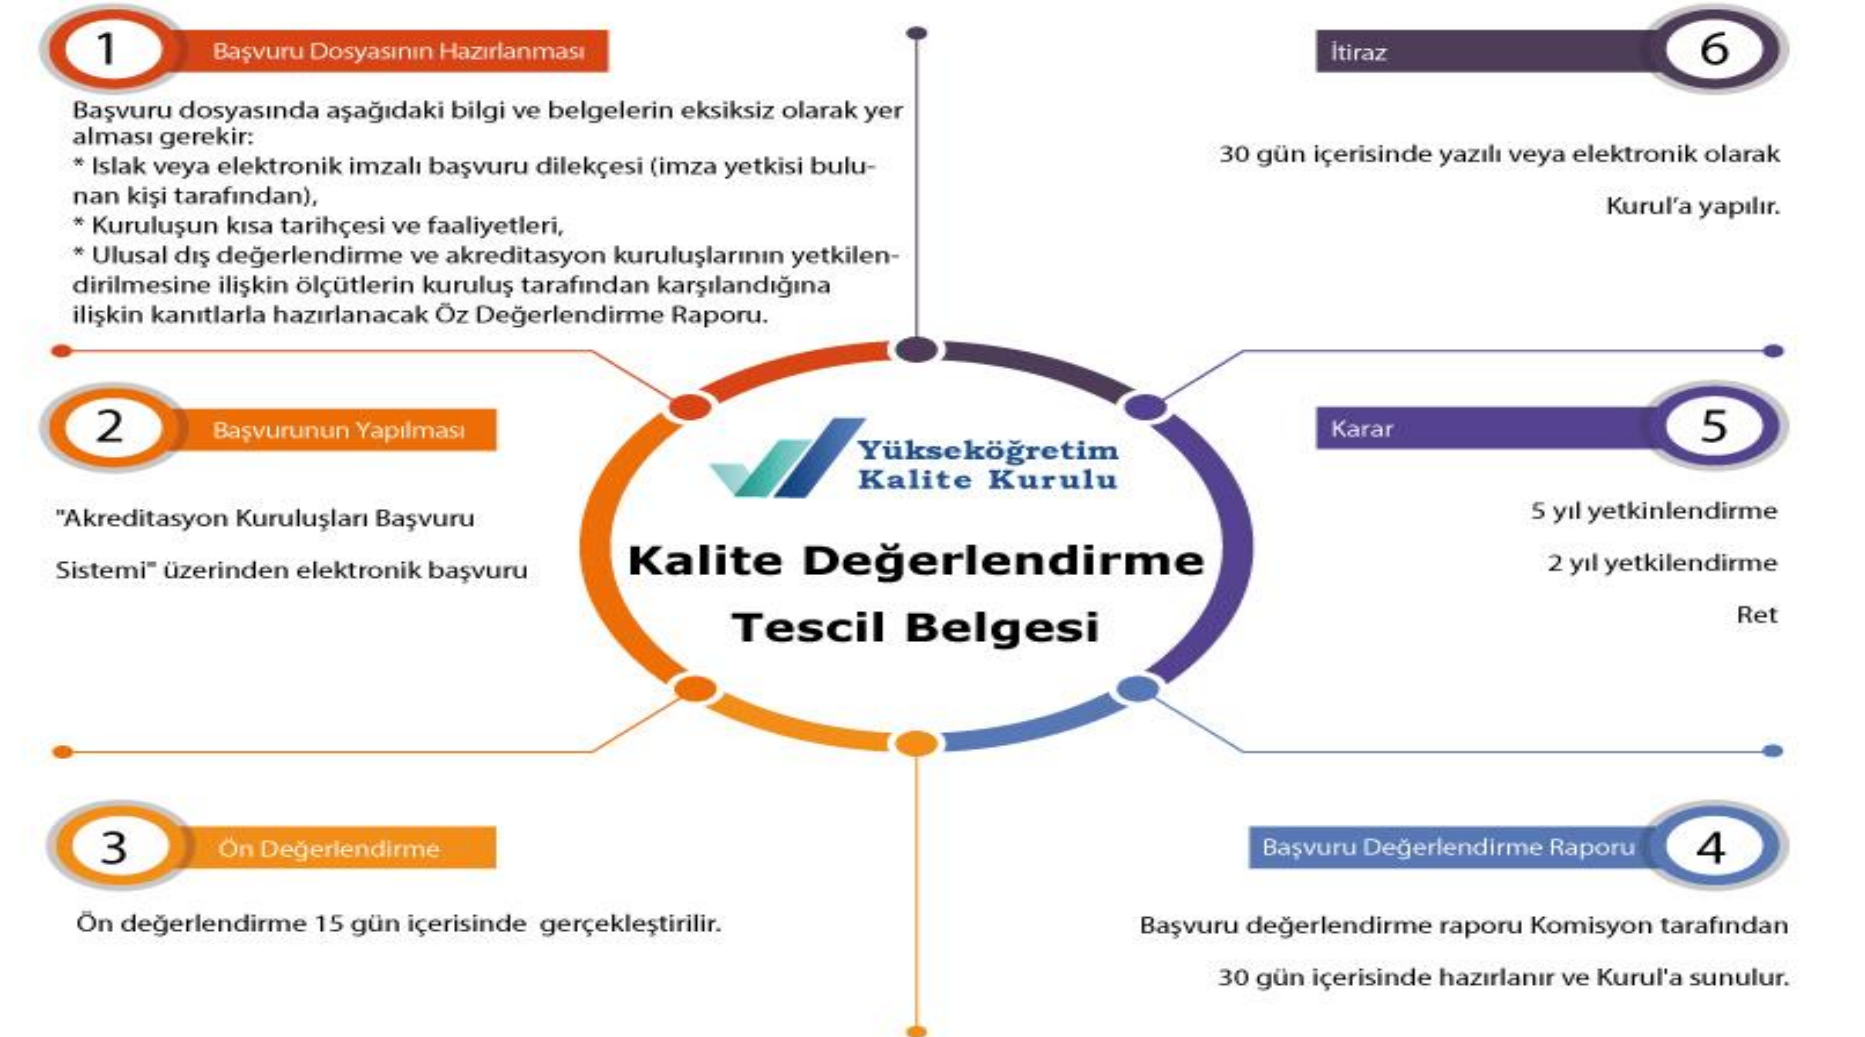 1
Başvuru Dosyasının Hazırlanması
Başvuru dosyasında aşağıdaki bilgi ve belgelerin eksiksiz olarak yer
alması gerekir:
* Islak veya elektronik imzalı başvuru dilekçesi (imza yetkisi bulu-
nan kişi tarafından),
* Kuruluşun kısa tarihçesi ve faaliyetleri,
* Ulusal dış değerlendirme ve akreditasyon kuruluşlarının yetkilen-
dirilmesine ilişkin ölçütlerin kuruluş tarafından karşılandığına
ilişkin kanıtlarla hazırlanacak Öz Değerlendirme Raporu.
2
Başvurunun Yapılması
"Akreditasyon Kuruluşları Başvuru
Sistemi" üzerinden elektronik başvuru
3
Ön Değerlendirme
Ön değerlendirme 15 gün içerisinde gerçekleştirilir.
Yükseköğretim
Kalite Kurulu
Kalite Değerlendirme
Tescil Belgesi
Başvuru Değerlendirme Raporu
4
Başvuru değerlendirme raporu Komisyon tarafından
30 gün içerisinde hazırlanır ve Kurul'a sunulur.
Karar
5
5 yıl yetkinlendirme
2 yıl yetkilendirme
Ret
İtiraz
6
30 gün içerisinde yazılı veya elektronik olarak
Kurul’a yapılır.